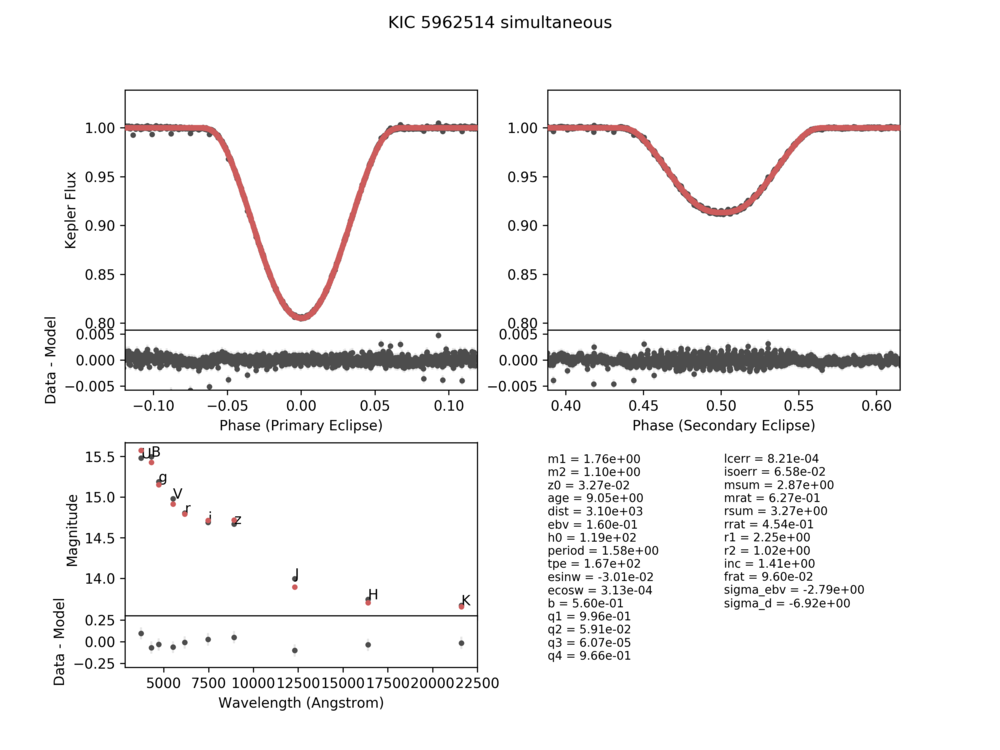 KIC 5962514 simultaneous
1.00
0.95
0.90
0.85
0.80
Kepler Flux
0.005
0.000
−0.005
Data - Model
−0.10
−0.05
0.00
0.05
0.10
Phase (Primary Eclipse)
1.00
0.95
0.90
0.85
0.80
0.005
0.000
−0.005
0.40
0.45
0.50
0.55
0.60
Phase (Secondary Eclipse)
15.5
15.0
14.5
14.0
Magnitude
U
B
g
V
r
i
z
J
H
K
0.25
0.00
−0.25
Data - Model
5000
7500
10000
12500
15000
17500
20000
22500
Wavelength (Angstrom)
m1 = 1.76e+00
m2 = 1.10e+00
z0 = 3.27e-02
age = 9.05e+00
dist = 3.10e+03
ebv = 1.60e-01
h0 = 1.19e+02
period = 1.58e+00
tpe = 1.67e+02
esinw = -3.01e-02
ecosw = 3.13e-04
b = 5.60e-01
q1 = 9.96e-01
q2 = 5.91e-02
q3 = 6.07e-05
q4 = 9.66e-01
lcerr = 8.21e-04
isoerr = 6.58e-02
msum = 2.87e+00
mrat = 6.27e-01
rsum = 3.27e+00
rrat = 4.54e-01
r1 = 2.25e+00
r2 = 1.02e+00
inc = 1.41e+00
frat = 9.60e-02
sigma_ebv = -2.79e+00
sigma_d = -6.92e+00